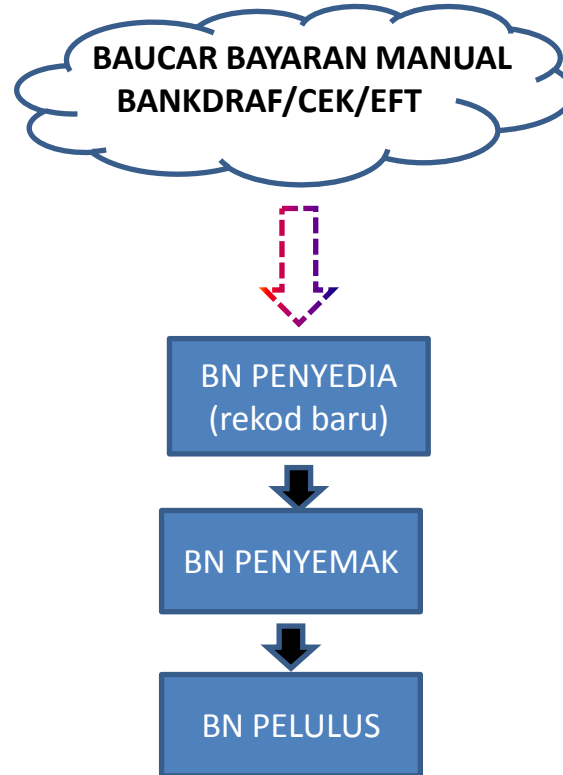 BAUCAR BAYARAN MANUAL
BANKDRAF/CEK/EFT
BN PENYEDIA
(rekod baru)
BN PENYEMAK
BN PELULUS